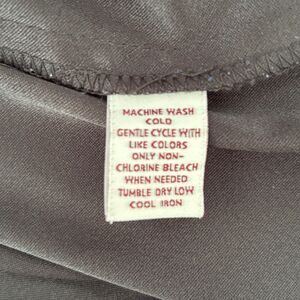 MACHINE WASH
COLD
GENTLE CYCLE WITH
LIKE COLORS
ONLY NON-
CHLORINE BLEACH
WHEN NEEDED
TUMBLE DRY LOW
COOL IRON